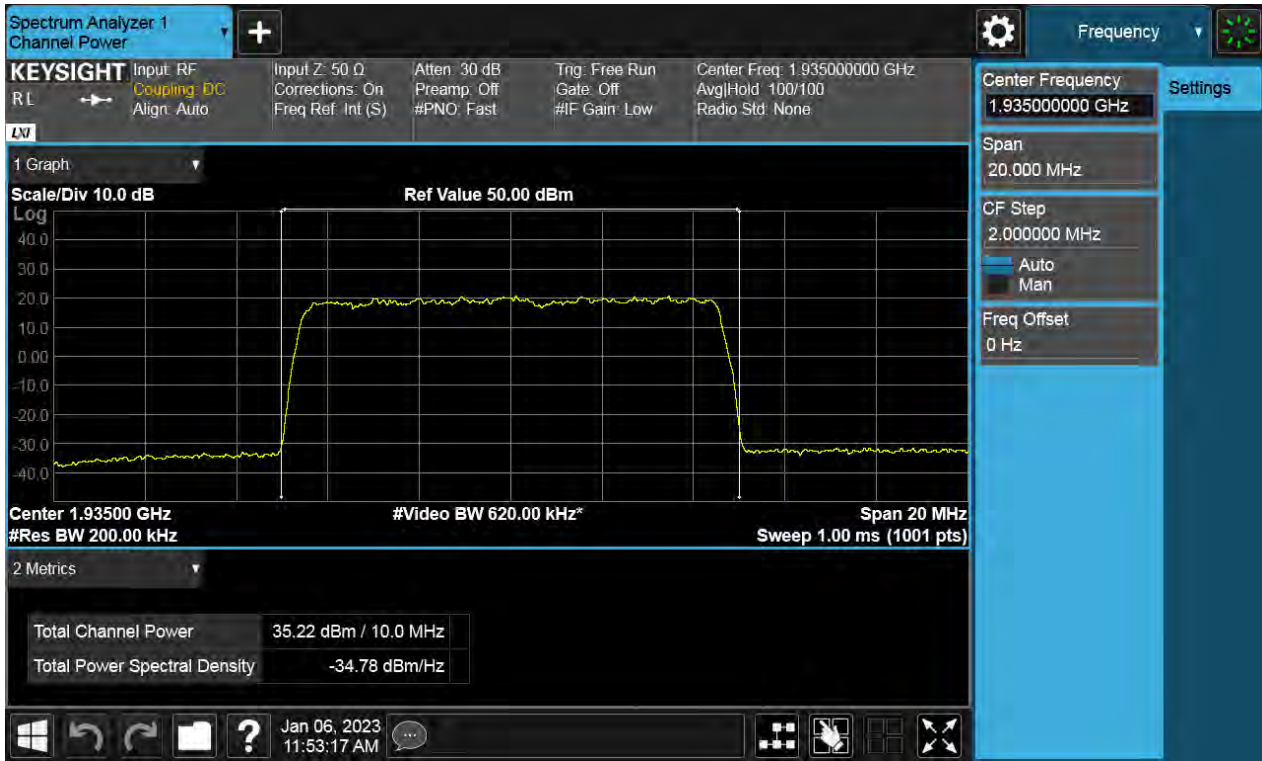 Spectrum Analyzer 1
Channel Power
+
Frequency
KEYSIGHT
RL
LXI
Input: RF
Coupling: DC
Align: Auto
Input Z: 50 Ω
Corrections: On
Freq Ref: Int (S)
Atten: 30 dB
Preamp: Off
#PNO: Fast
Trig: Free Run
Gate: Off
#IF Gain: Low
Center Freq: 1.935000000 GHz
Avg|Hold: 100/100
Radio Std: None
1 Graph
Scale/Div 10.0 dB
Ref Value 50.00 dBm
Log
40.0
30.0
20.0
10.0
0.00
-10.0
-20.0
-30.0
-40.0
Center 1.93500 GHz
#Video BW 620.00 kHz*
Span 20 MHz
#Res BW 200.00 kHz
Sweep 1.00 ms (1001 pts)
2 Metrics
Total Channel Power 35.22 dBm / 10.0 MHz
Total Power Spectral Density -34.78 dBm/Hz
?
Jan 06, 2023
11:53:17 AM
Center Frequency
1.935000000 GHz
Span
20.000 MHz
CF Step
2.000000 MHz
Auto
Man
Freq Offset
0 Hz
Settings